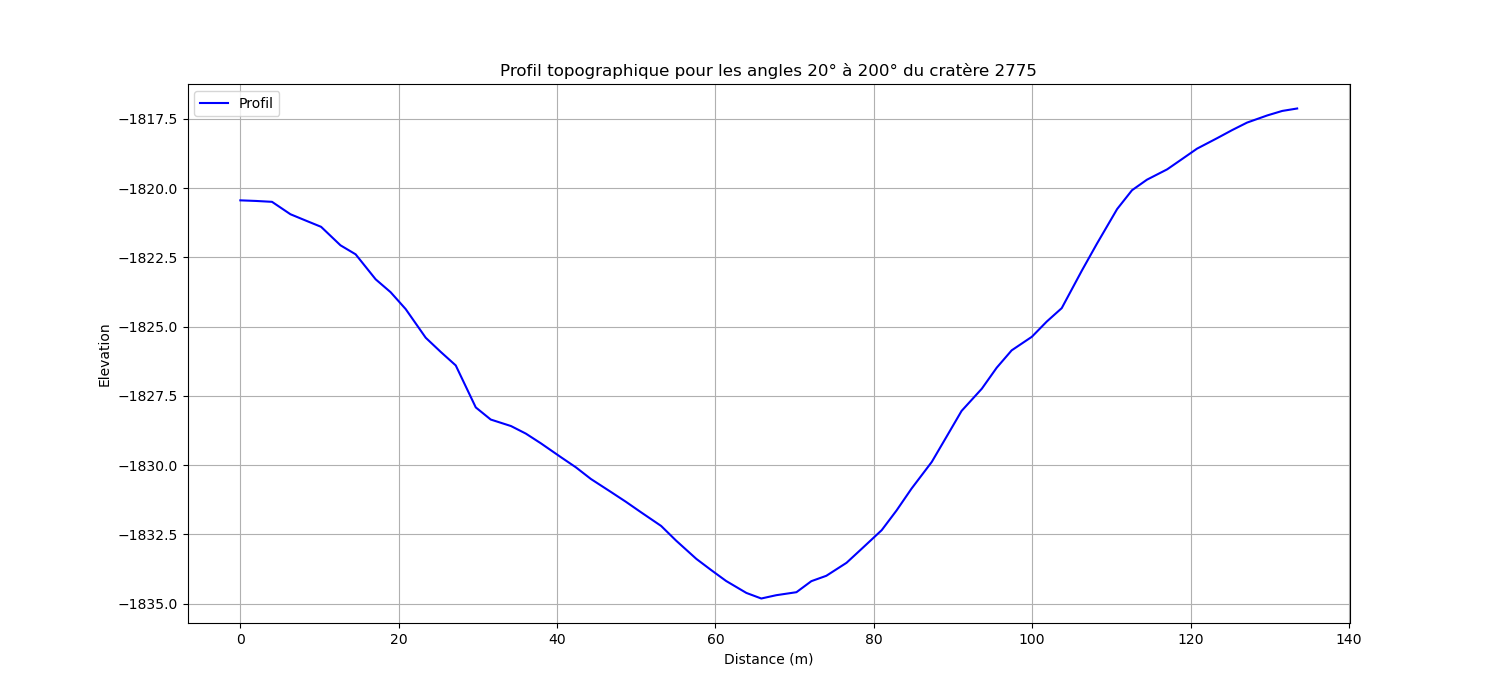 Profil topographique pour les angles 20° à 200° du cratère 2775
Profil
−1817.5
−1820.0
−1822.5
−1825.0
−1827.5
−1830.0
−1832.5
−1835.0
Elevation
0 20 40 60 80 100 120 140
Distance (m)